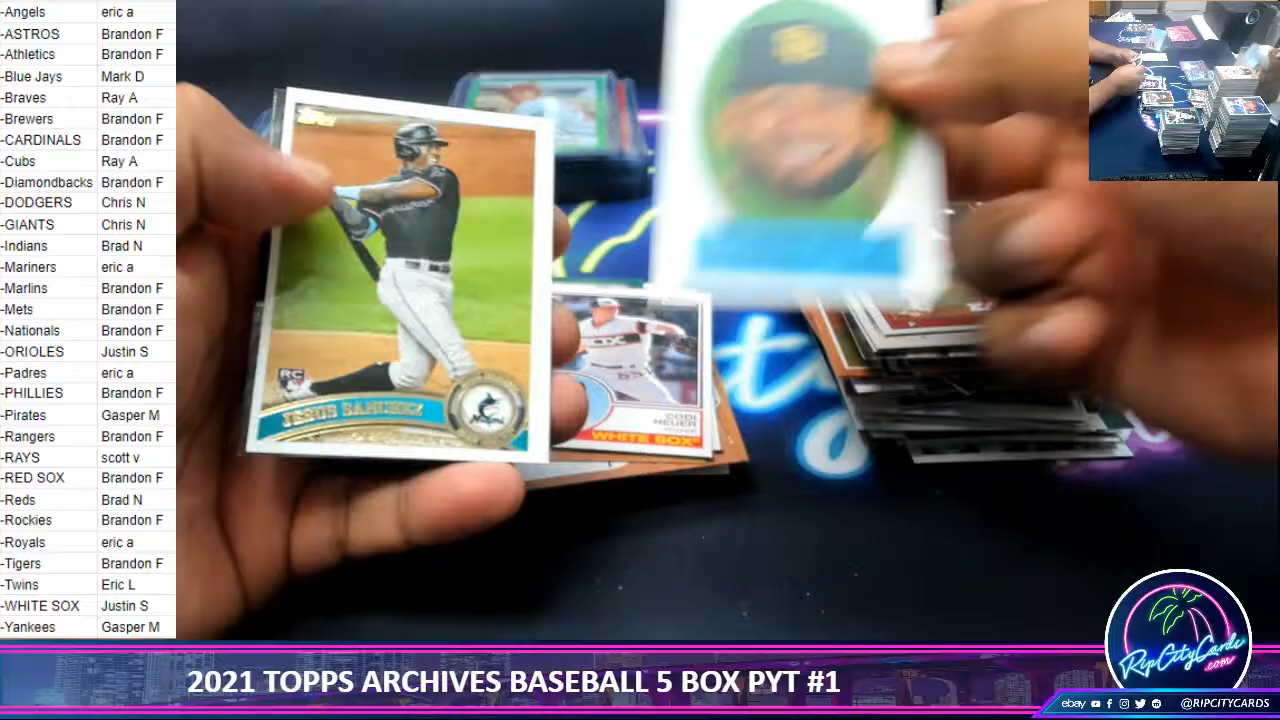 -Angels eric a
-ASTROS Brandon F
-Athletics Brandon F
-Blue Jays Mark D
-Braves Ray A
-Brewers Brandon F
-CARDINALS Brandon F
-Cubs Ray A
-Diamondbacks Brandon F
-DODGERS Chris N
-GIANTS Chris N
-Indians Brad N
-Mariners eric a
-Marlins Brandon F
-Mets Brandon F
-Nationals Brandon F
-ORIOLES Justin S
-Padres eric a
-PHILLIES Brandon F
-Pirates Gasper M
-Rangers Brandon F
-RAYS scott v
-RED SOX Brandon F
-Reds Brad N
-Rockies Brandon F
-Royals eric a
-Tigers Brandon F
-Twins Eric L
-WHITE SOX Justin S
-Yankees Gasper M
Topps
RC
JESUS SANCHEZ
CODI
HEUER
PITCHER
WHITE SOX
2021 TOPPS ARCHIVES BASEBALL 5 BOX PYT #1
RipCityCards
.com
ebay @RIPCITYCARDS